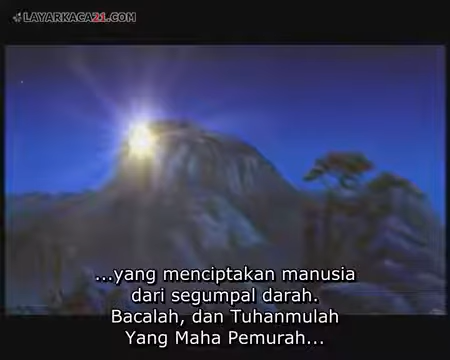 LAYARKACA21.COM
...yang menciptakan manusia
dari segumpal darah.
Bacalah, dan Tuhanmulah
Yang Maha Pemurah...